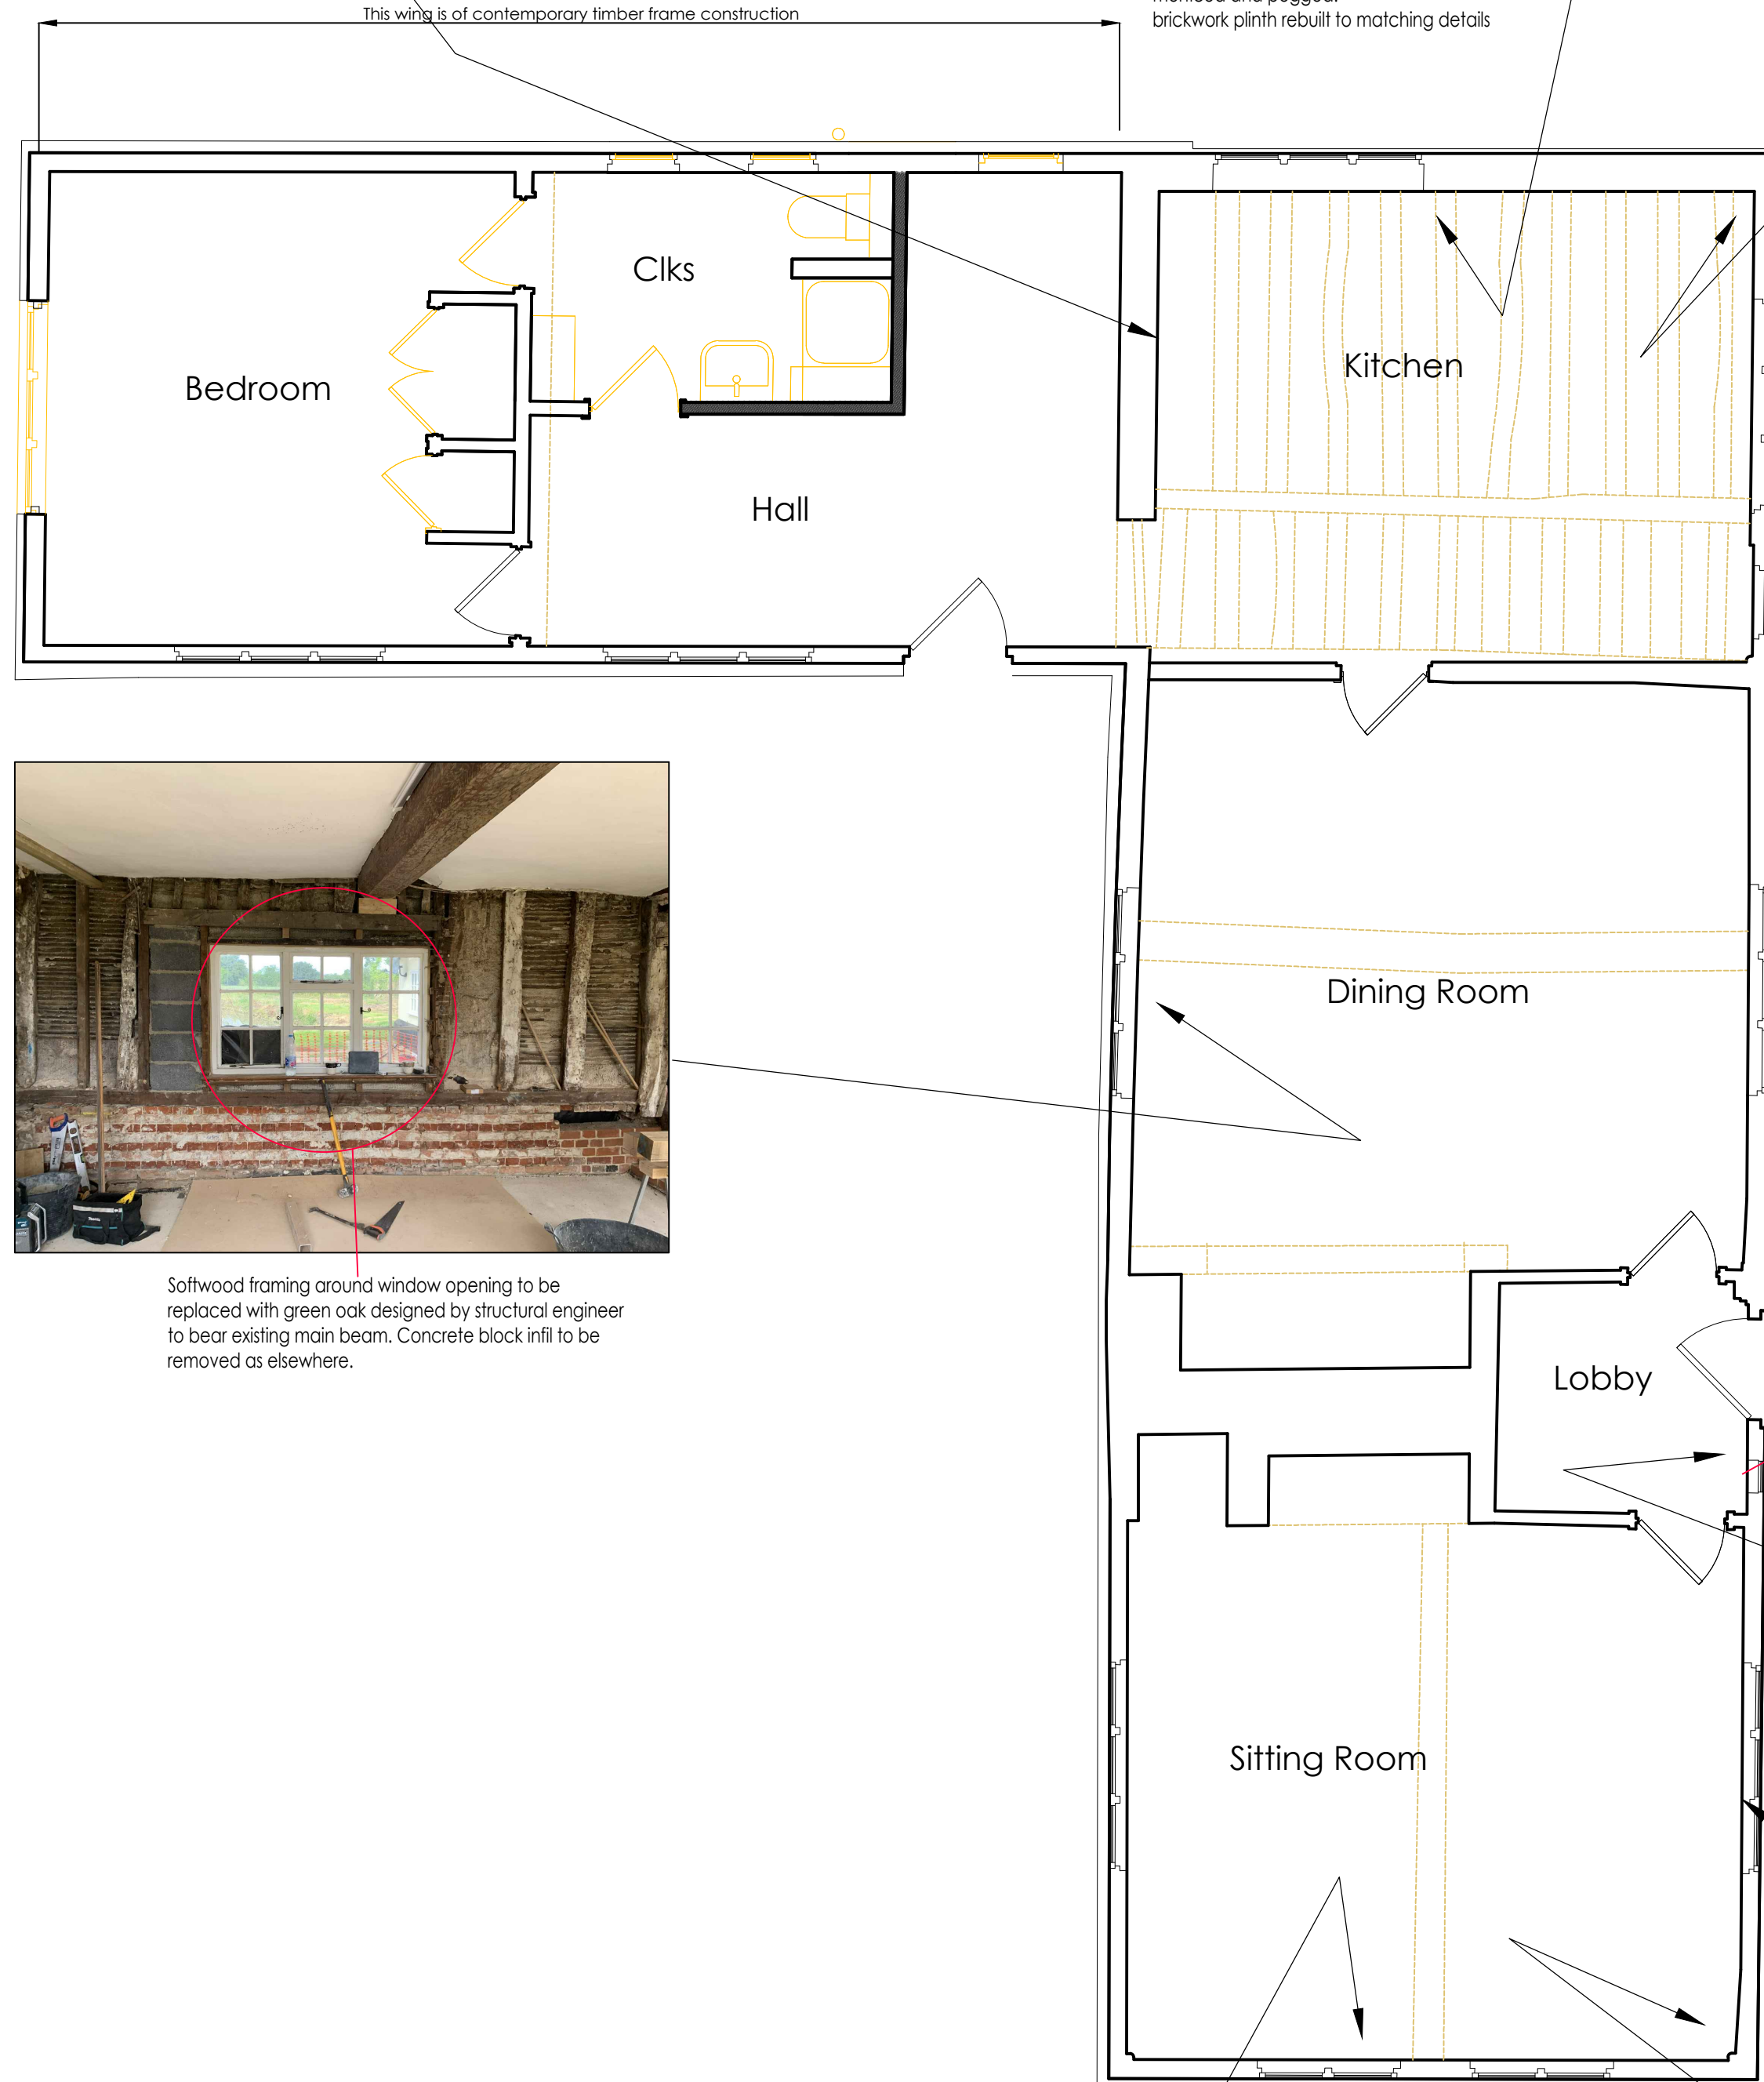 This wing is of contemporary timber frame construction
and pegged.
brickwork plinth rebuilt to matching details
Clks
Bedroom
Kitchen
Hall
Dining Room
Softwood framing around window opening to be
replaced with green oak designed by structural engineer
to bear existing main beam. Concrete block infil to be
removed as elsewhere.
Lobby
Sitting Room